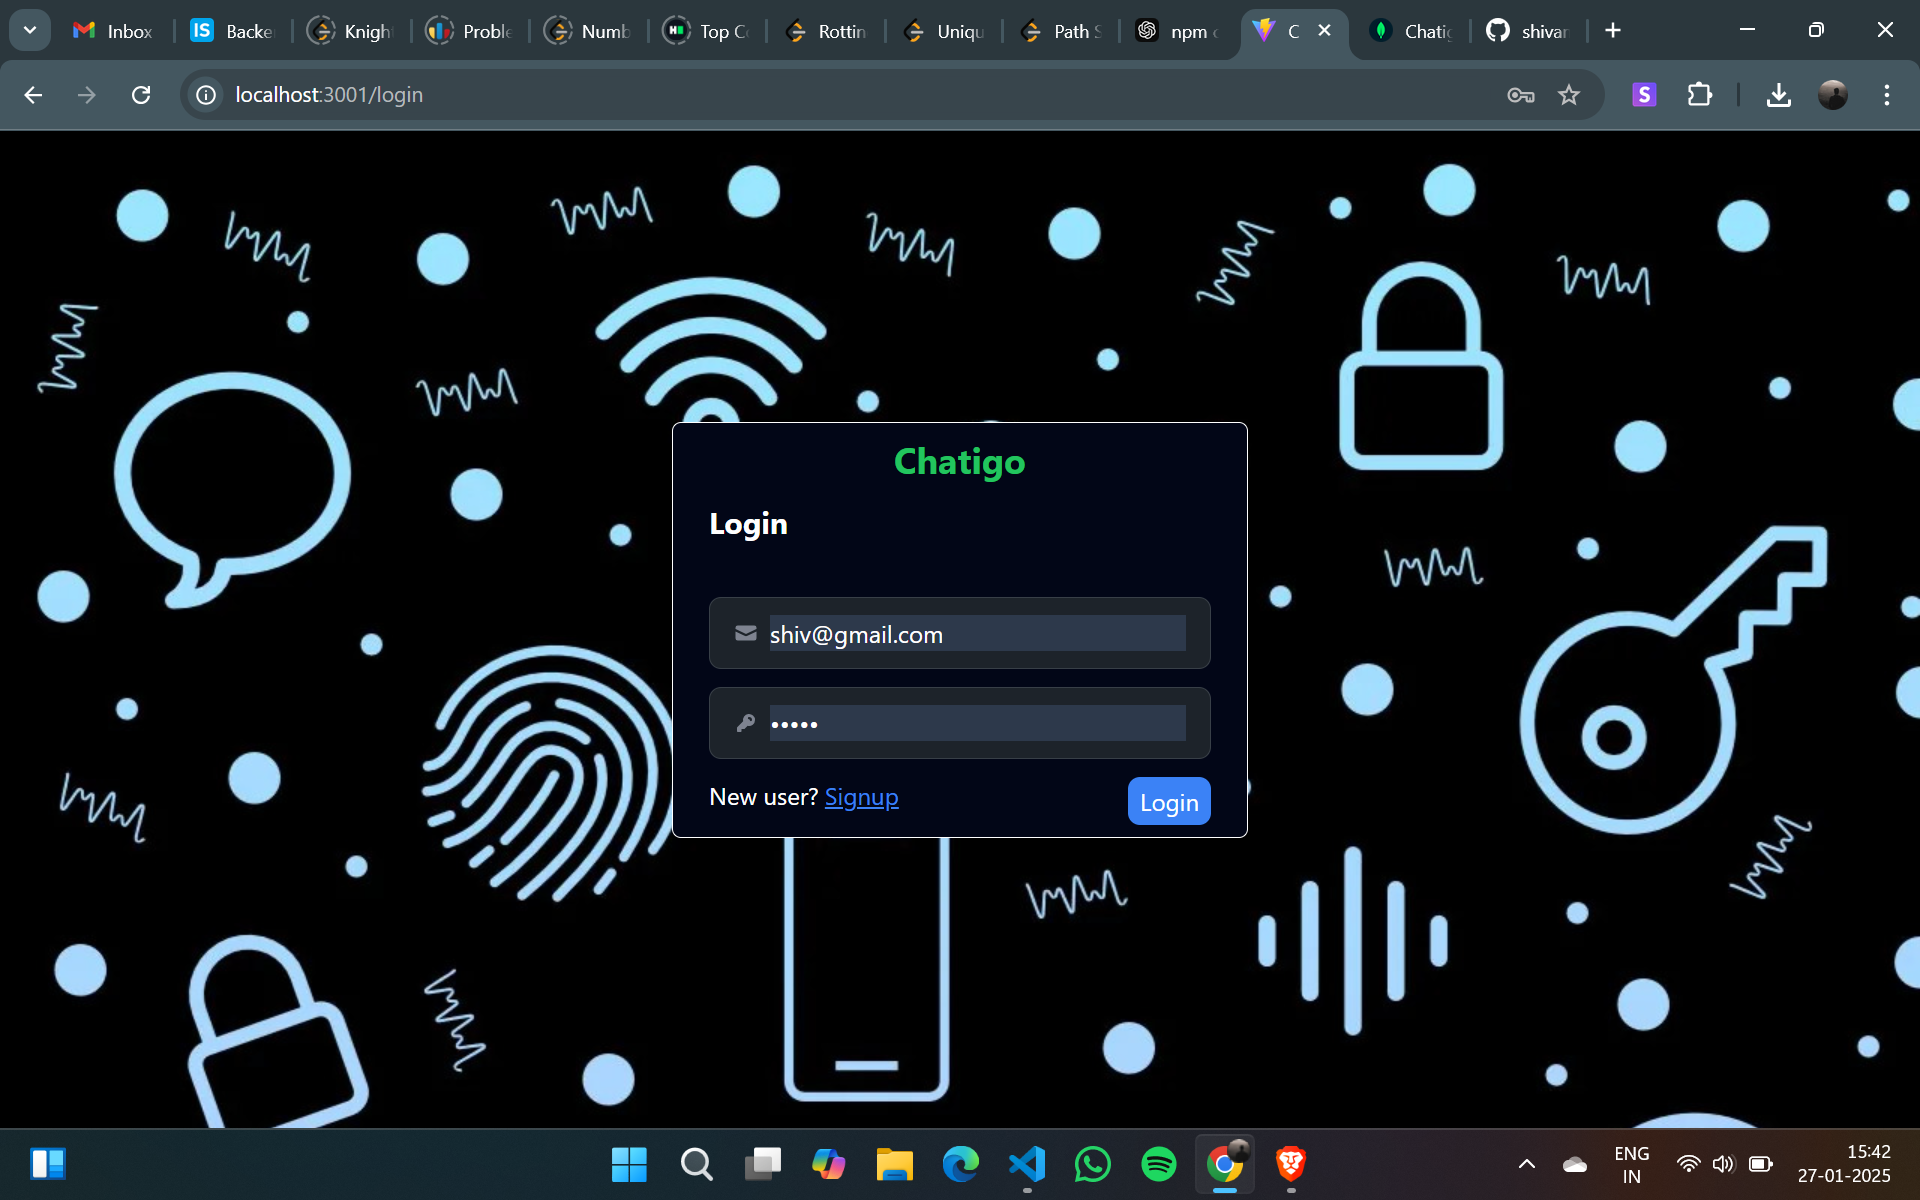 Inbox
Backe
Knigh
Proble
Numb
Top C
Rottin
Uniqu
Path S
npm c
C
Chatig
shivan
localhost:3001/login
Chatigo
Login
shiv@gmail.com
•••••
New user? Signup
Login
ENG
IN
15:42
27-01-2025